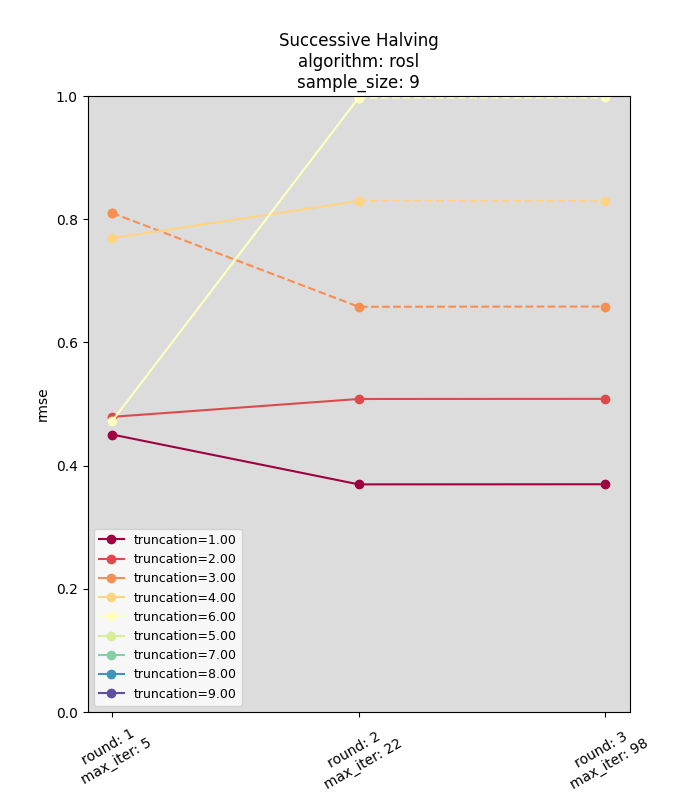 Successive Halving
algorithm: rosl
sample_size: 9
1.0
0.8
0.6
0.4
0.2
0.0
rmse
truncation=1.00
truncation=2.00
truncation=3.00
truncation=4.00
truncation=6.00
truncation=5.00
truncation=7.00
truncation=8.00
truncation=9.00
round: 1
max_iter: 5
round: 2
max_iter: 22
round: 3
max_iter: 98